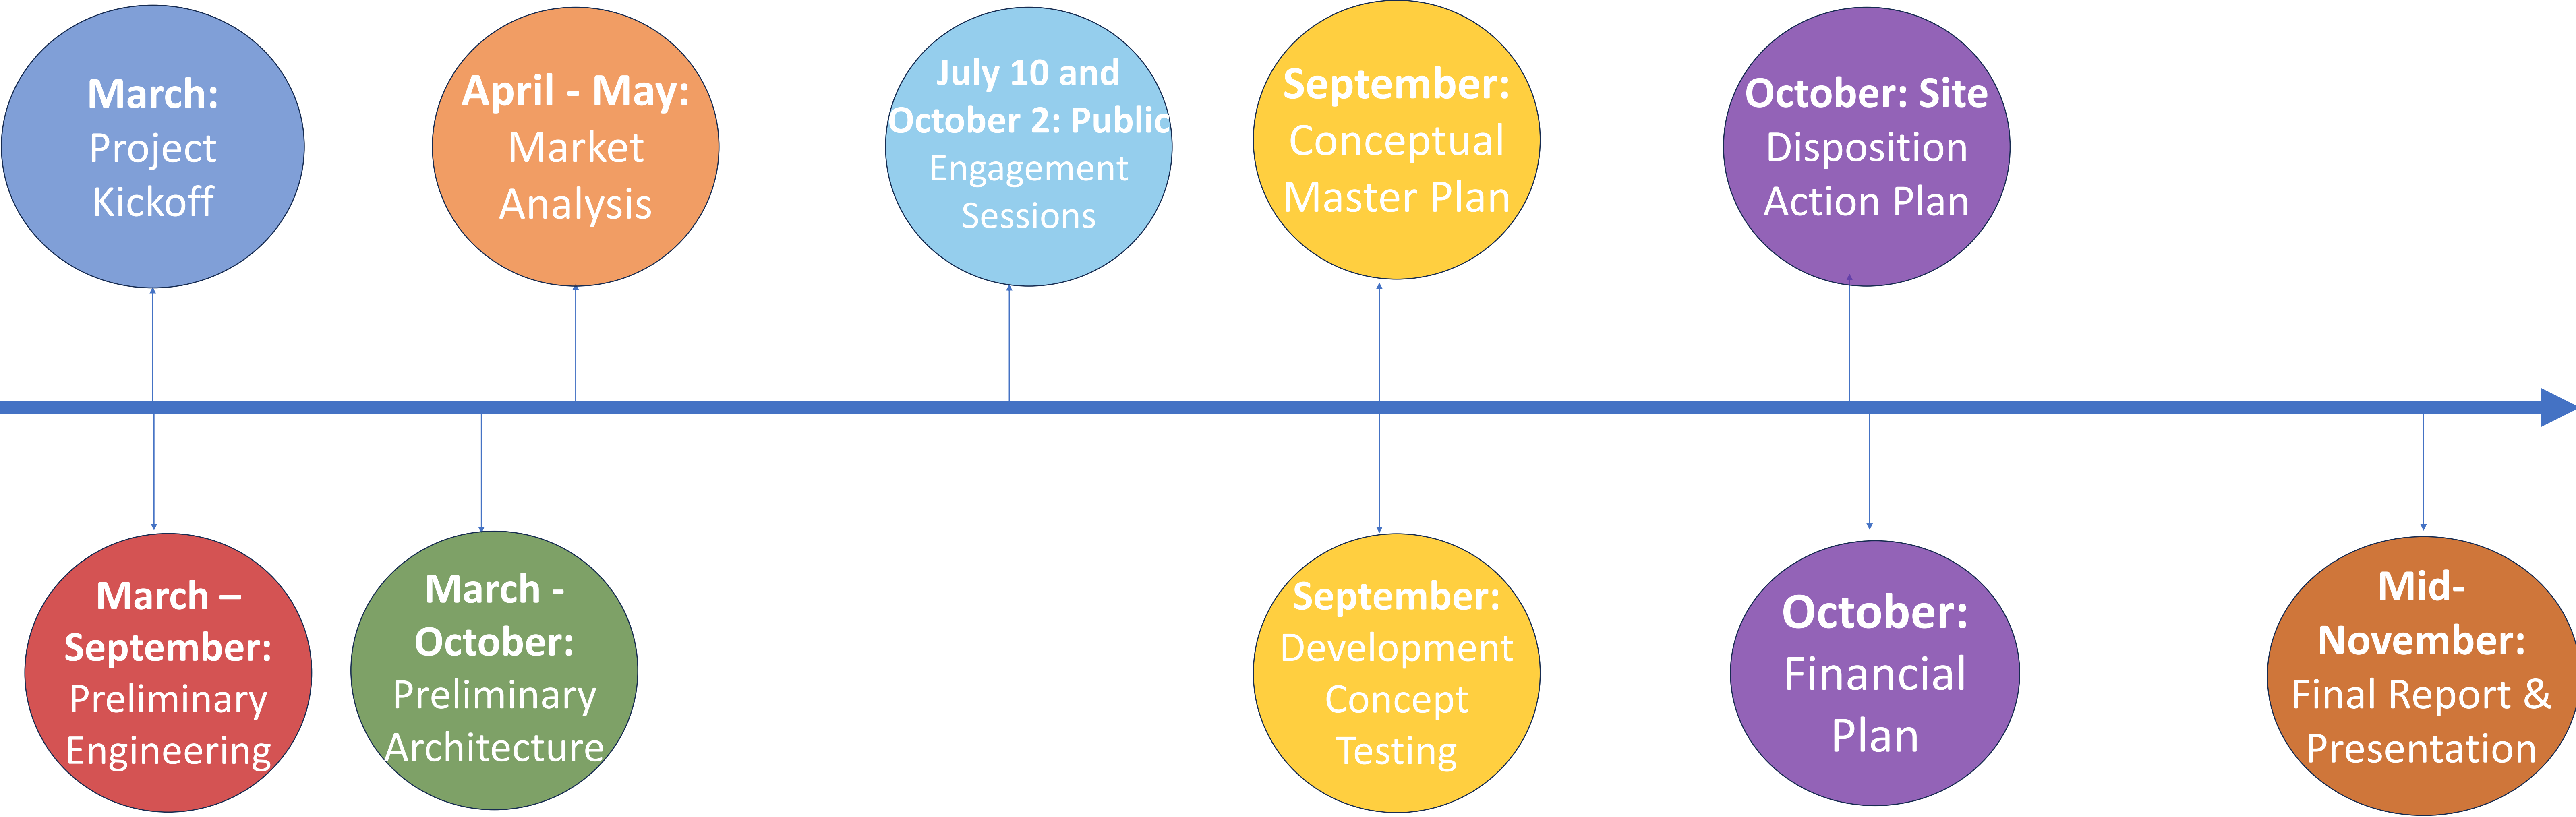 March:
Project
Kickoff
April - May:
Market
Analysis
July 10 and
October 2: Public
Engagement
Sessions
September:
Conceptual
Master Plan
October: Site
Disposition
Action Plan
March –
September:
Preliminary
Engineering
March -
October:
Preliminary
Architecture
September:
Development
Concept
Testing
October:
Financial
Plan
Mid-
November:
Final Report &
Presentation